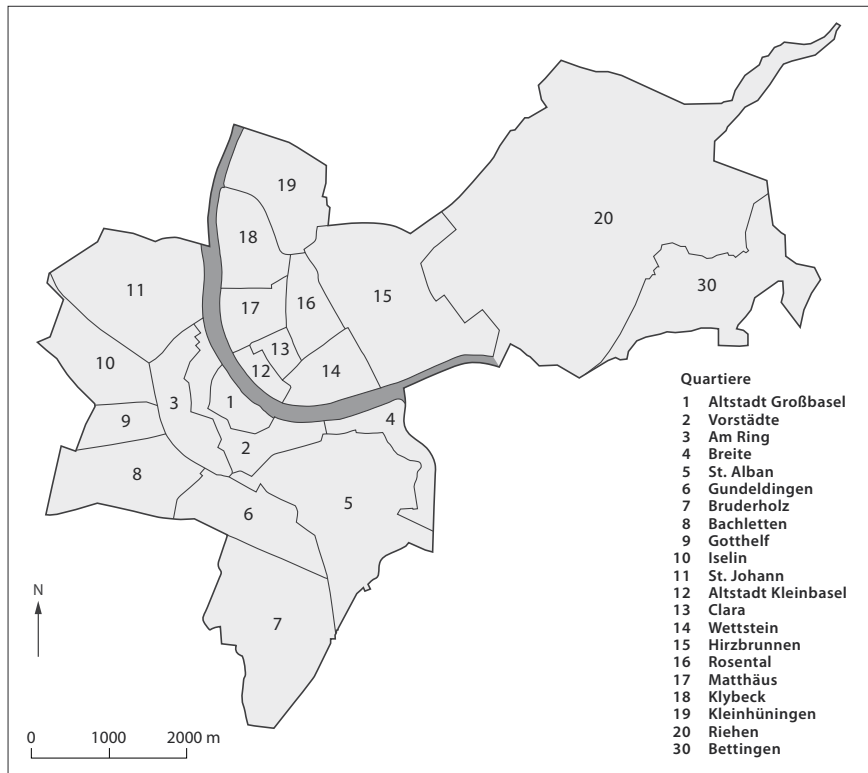 19
18
20
11
15
30
17
16
13
10
12
14
3
1
9
4
2
8
5
6
7
N
0 1000 2000 m
Quartiere
1 Altstadt Großbasel
2 Vorstädte
3 Am Ring
4 Breite
5 St. Alban
6 Gundeldingen
7 Bruderholz
8 Bachletten
9 Gotthelf
10 Iselin
11 St. Johann
12 Altstadt Kleinbasel
13 Clara
14 Wettstein
15 Hirzbrunnen
16 Rosental
17 Matthäus
18 Klybeck
19 Kleinhüningen
20 Riehen
30 Bettingen